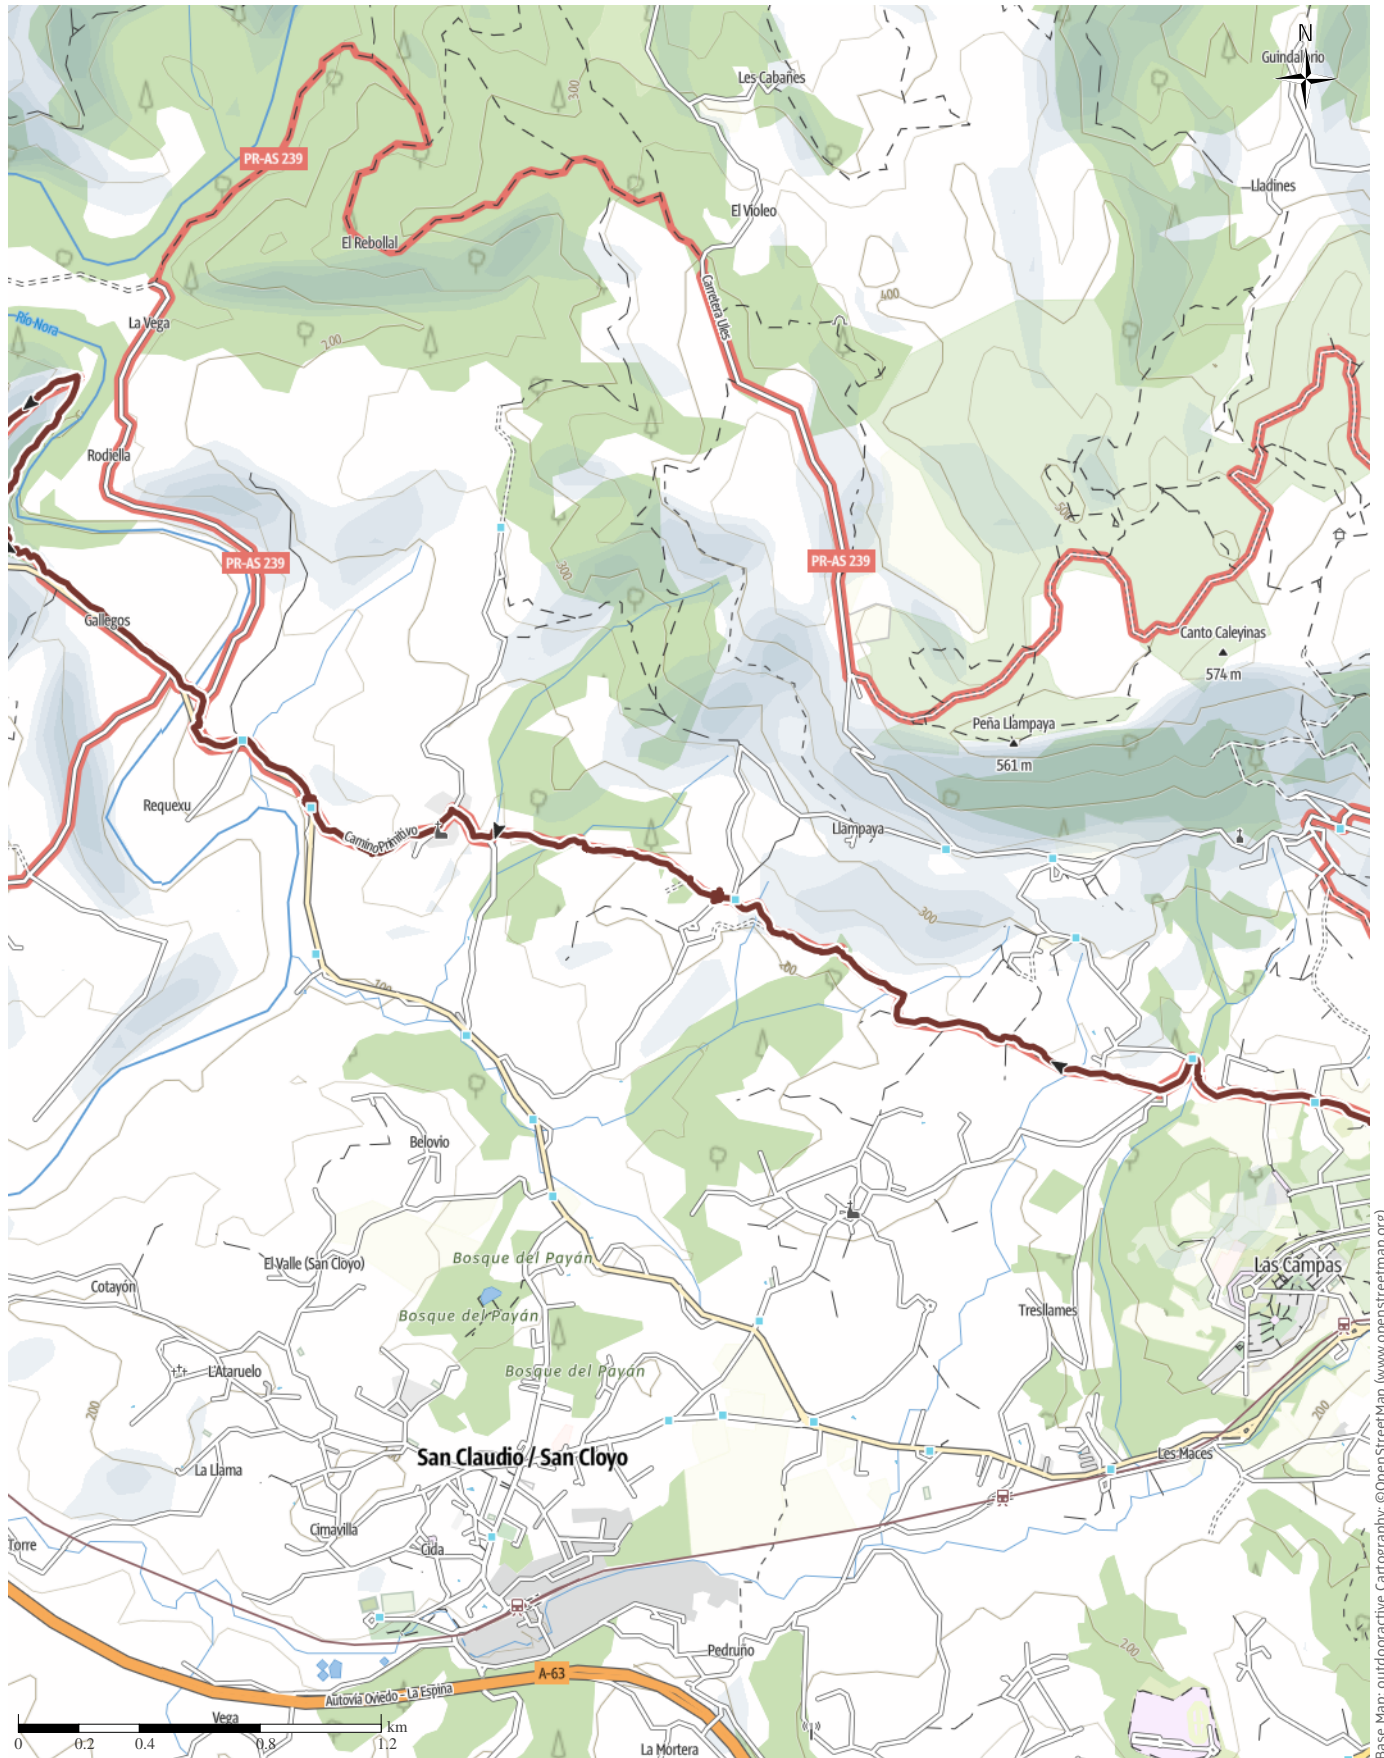 N
Guindalerio
Les Cabañes
300
PR-AS 239
Lladines
El Violeo
El Rebollal
400
Carretera Ules
Río Nora
La Vega
200
Rodiella
500
PR-AS 239
PR-AS 239
300
Gallegos
Canto Caleyinas
574 m
Peña Llampaya
561 m
Requexu
Camino Primitivo
Llampaya
300
200
100
Belovio
El Valle (San Cloyo)
Bosque del Payán
Las Campas
Cotayón
Bosque del Payán
Tresllames
L'Ataruelo
Bosque del Payán
200
200
San Claudio / San Cloyo
Les Maces
La Llama
Cimavilla
Torre
Cida
Pedruño
200
A-63
Autovía Oviedo - La Espina
Vega
km
0 0.2 0.4 0.8 1.2
La Mortera
Base Map: outdooractive Cartography; ©OpenStreetMap (www.openstreetmap.org)